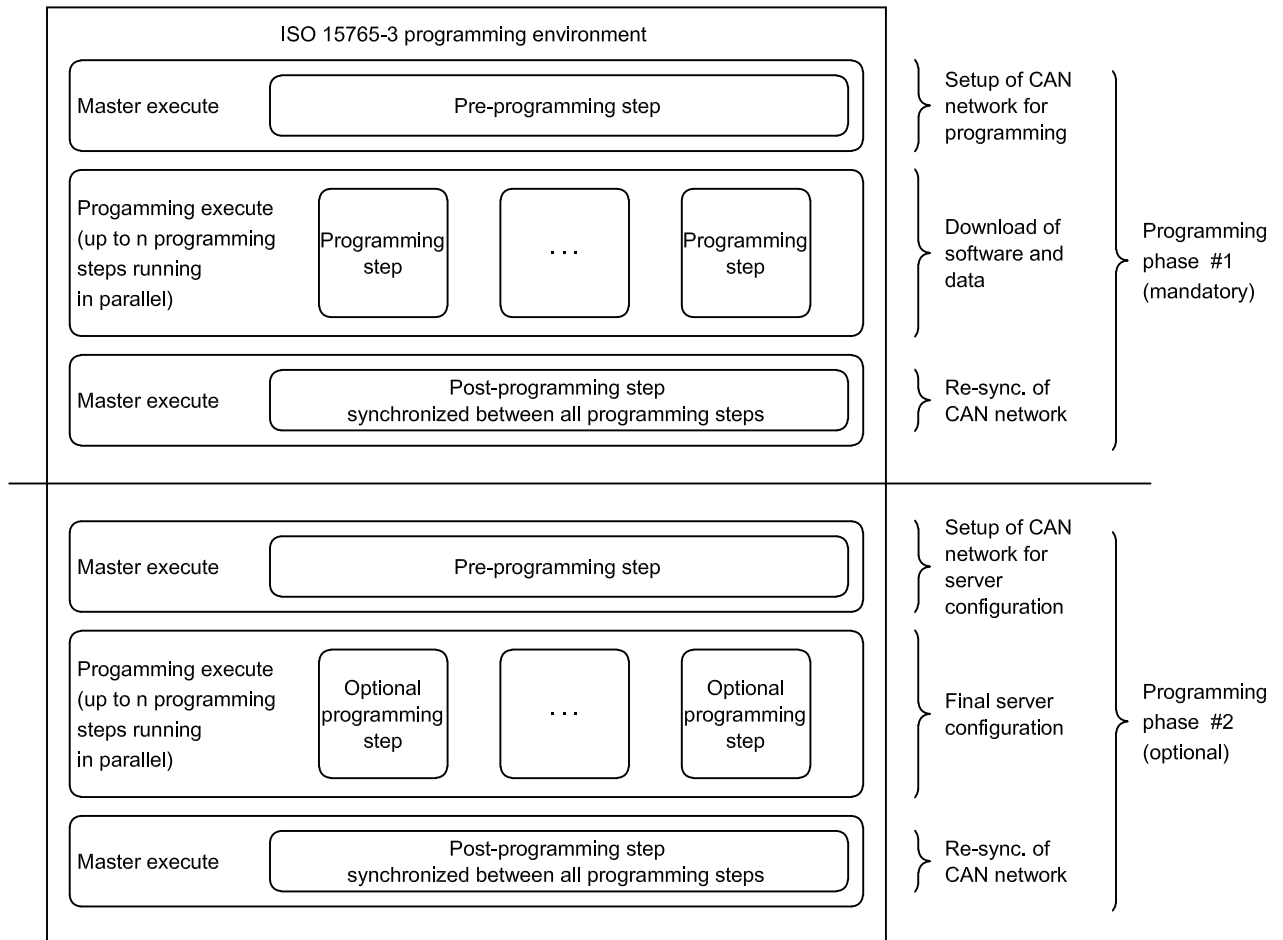 ISO 15765-3 programming environment
Master execute
Pre-programming step
Setup of CAN
network for
programming
Progamming execute
(up to n programming
steps running
in parallel)
Programming
step
...
Programming
step
Download of
software and
data
Programming
phase #1
(mandatory)
Master execute
Post-programming step
synchronized between all programming steps
Re-sync. of
CAN network
Master execute
Pre-programming step
Setup of CAN
network for
server
configuration
Progamming execute
(up to n programming
steps running
in parallel)
Optional
programming
step
...
Optional
programming
step
Final server
configuration
Programming
phase #2
(optional)
Master execute
Post-programming step
synchronized between all programming steps
Re-sync. of
CAN network